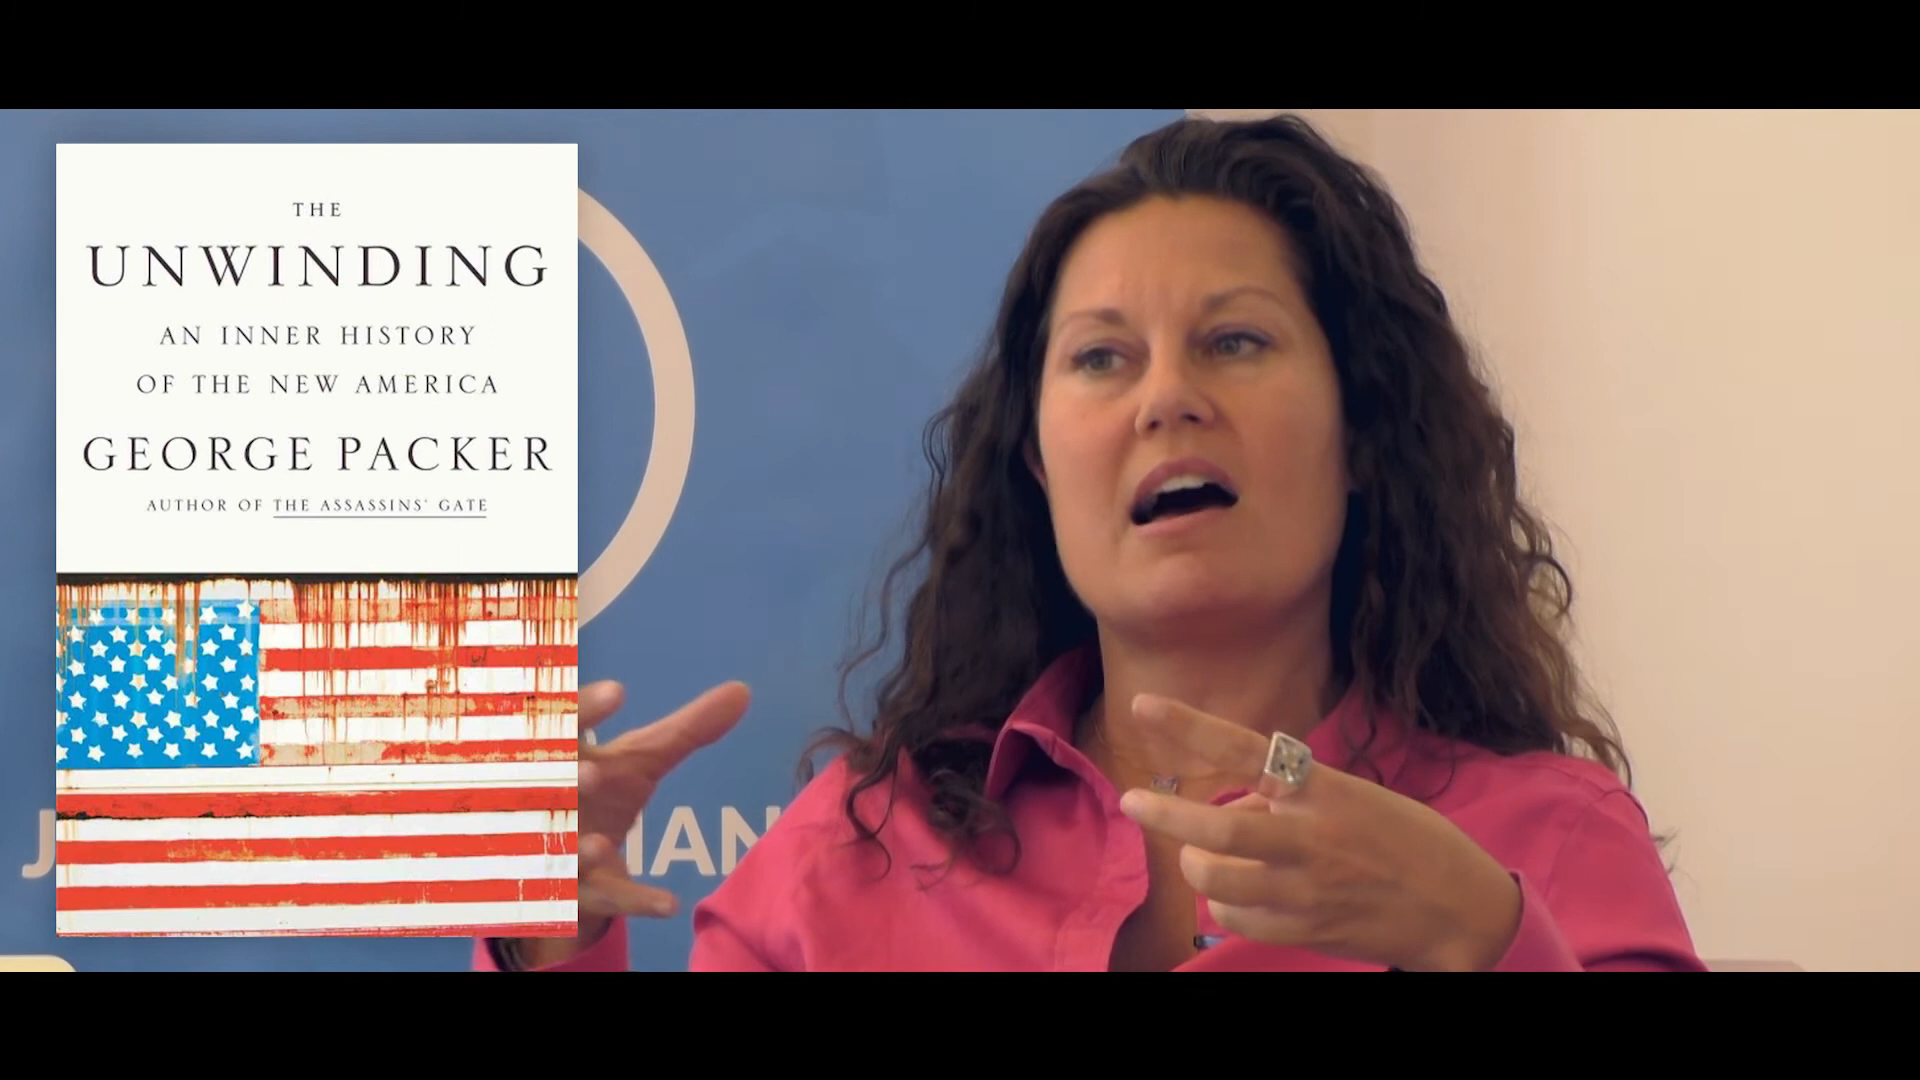 THE
UNWINDING
AN INNER HISTORY
OF THE NEW AMERICA
GEORGE PACKER
AUTHOR OF THE ASSASSINS' GATE